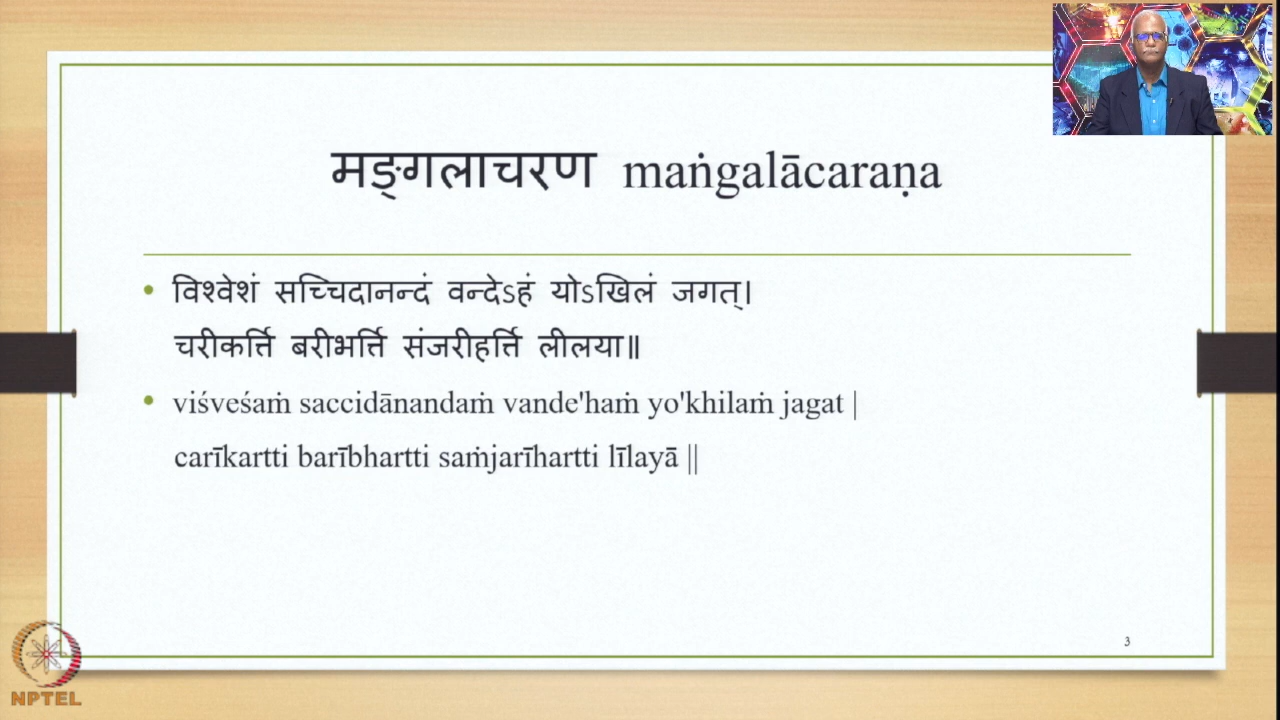 मङ्गलाचरण maṅgalācaraṇa
• विश्वेशं सच्चिदानन्दं वन्देऽहं योऽखिलं जगत्।
चरीकर्त्ति बरीभर्त्ति संजरीहर्त्ति लीलया॥
• viśveśaṁ saccidānandaṁ vande'haṁ yo'khilaṁ jagat |
carīkartti barībhartti saṁjarīhartti līlayā ||
3
NPTEL